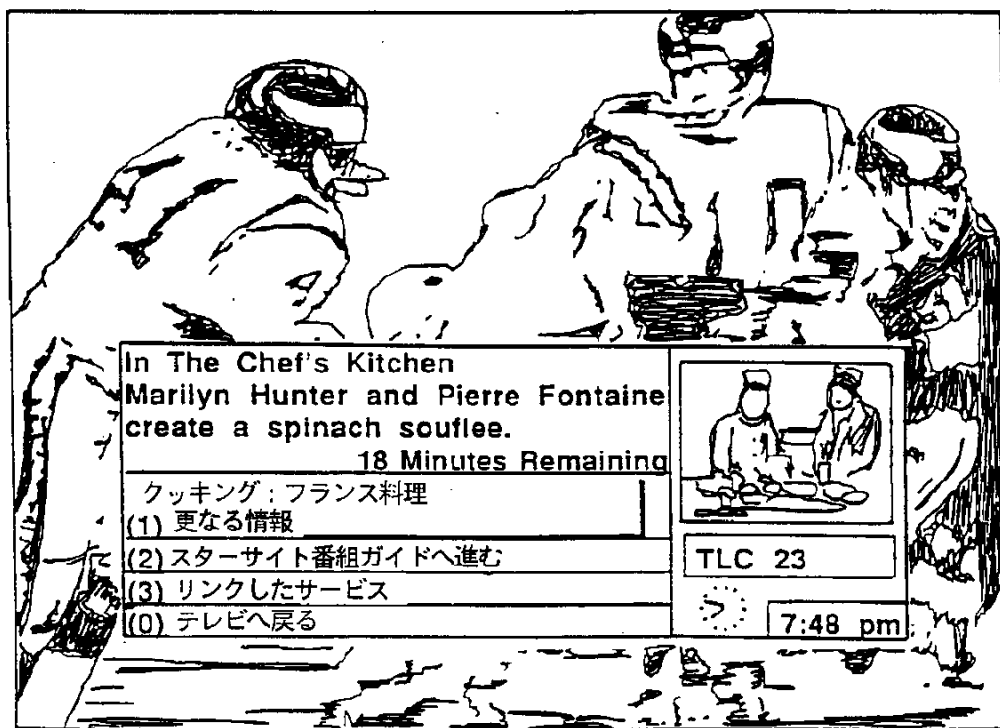 In The Chef's Kitchen
Marilyn Hunter and Pierre Fontaine
create a spinach souflee.
18 Minutes Remaining
クッキング：フランス料理
(1) 更なる情報
(2) スターサイト番組ガイドへ進む
(3) リンクしたサービス
(0) テレビへ戻る
TLC 23
7:48 pm